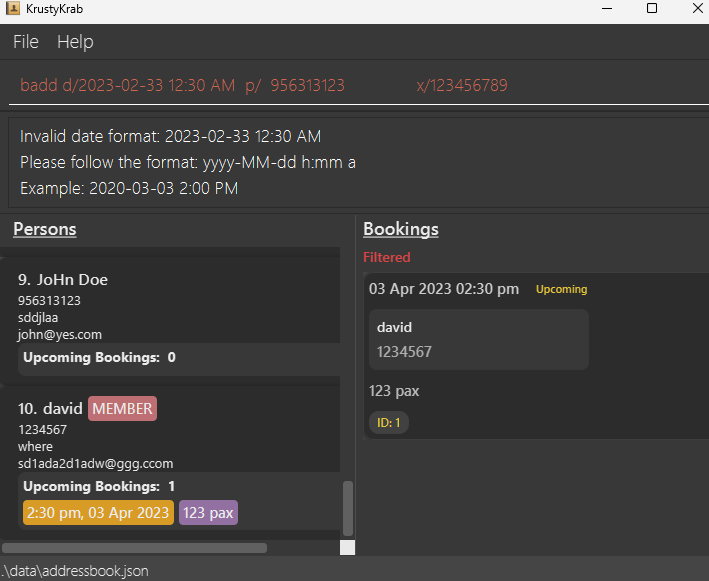 KrustyKrab
File Help
badd d/2023-02-33 12:30 AM p/ 956313123 x/123456789
Invalid date format: 2023-02-33 12:30 AM
Please follow the format: yyyy-MM-dd h:mm a
Example: 2020-03-03 2:00 PM
Persons
9. JoHn Doe
956313123
sddjlaa
john@yes.com
Upcoming Bookings: 0
10. david MEMBER
1234567
where
sd1ada2d1adw@ggg.ccom
Upcoming Bookings: 1
2:30 pm, 03 Apr 2023 123 pax
Bookings
Filtered
03 Apr 2023 02:30 pm Upcoming
david
1234567
123 pax
ID: 1
.\data\addressbook.json